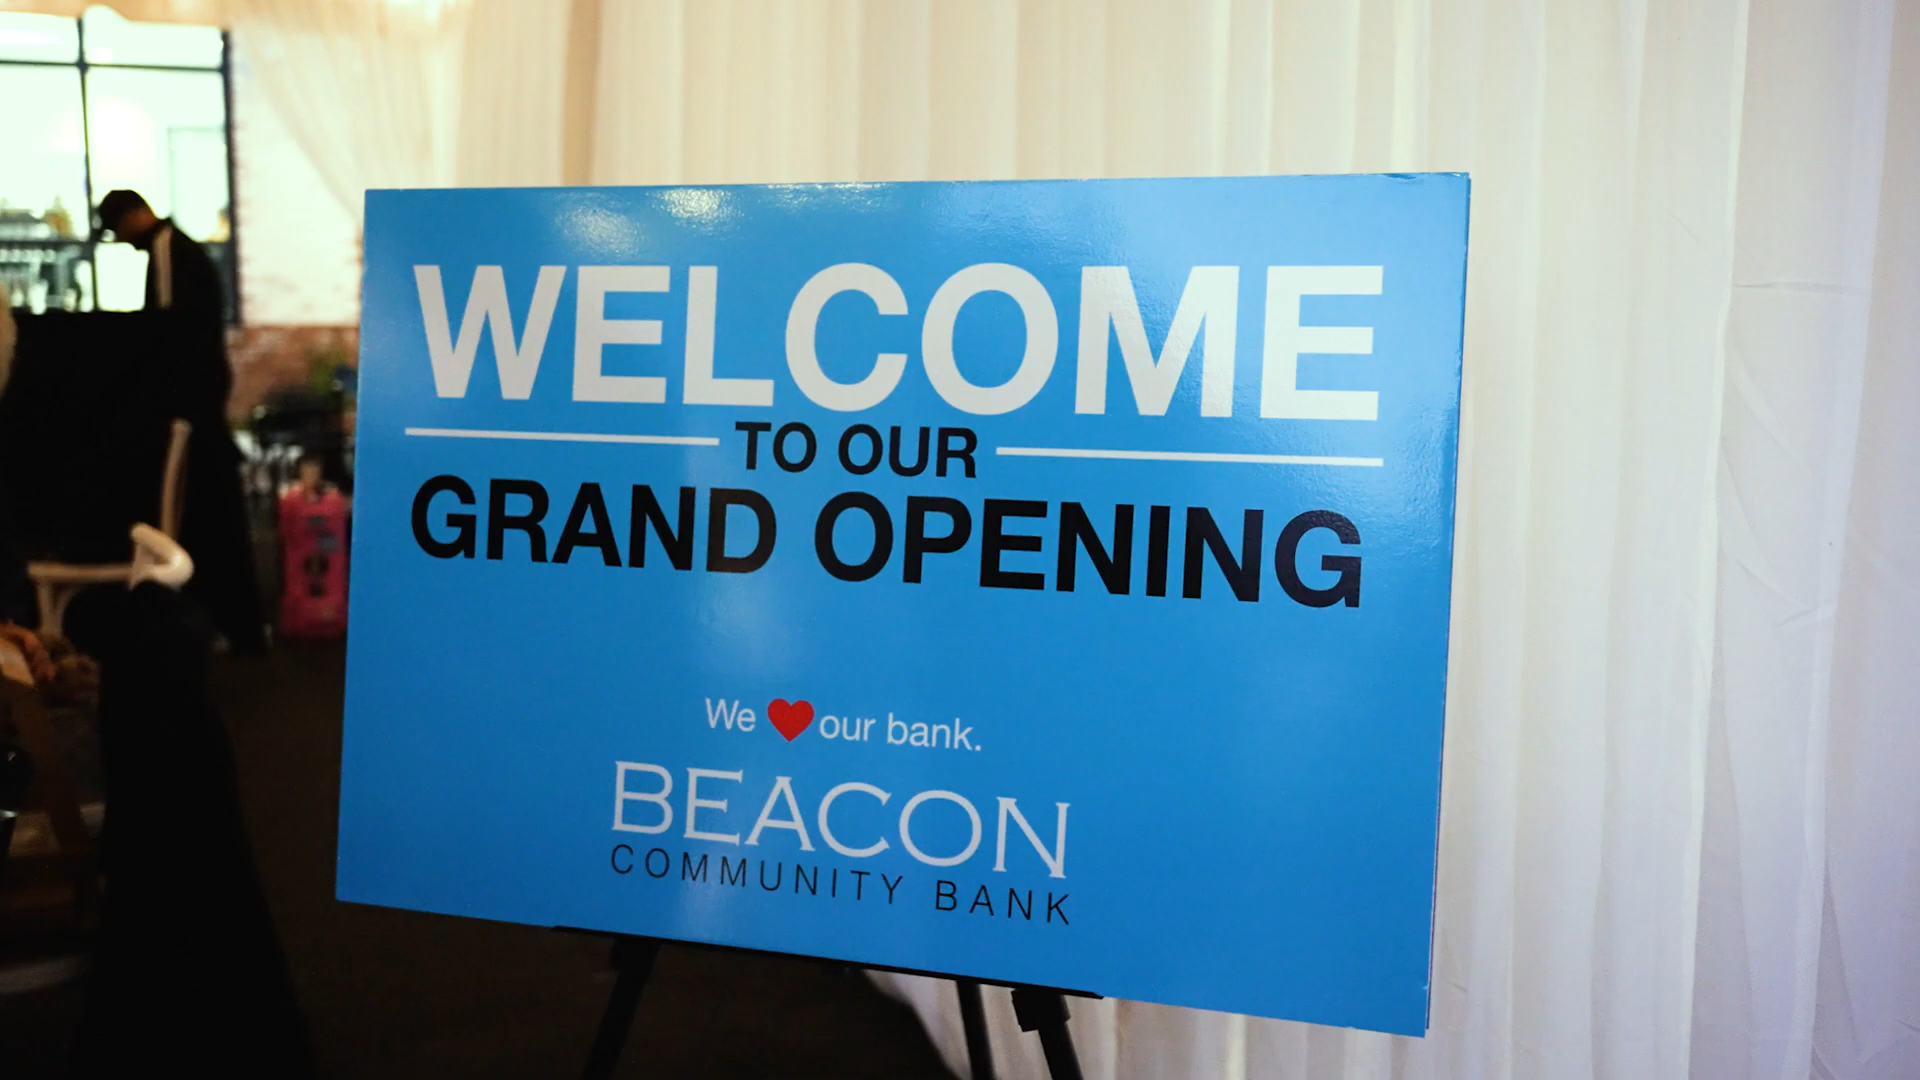 WELCOME
TO OUR
GRAND OPENING
We ❤ our bank.
BEACON
COMMUNITY BANK